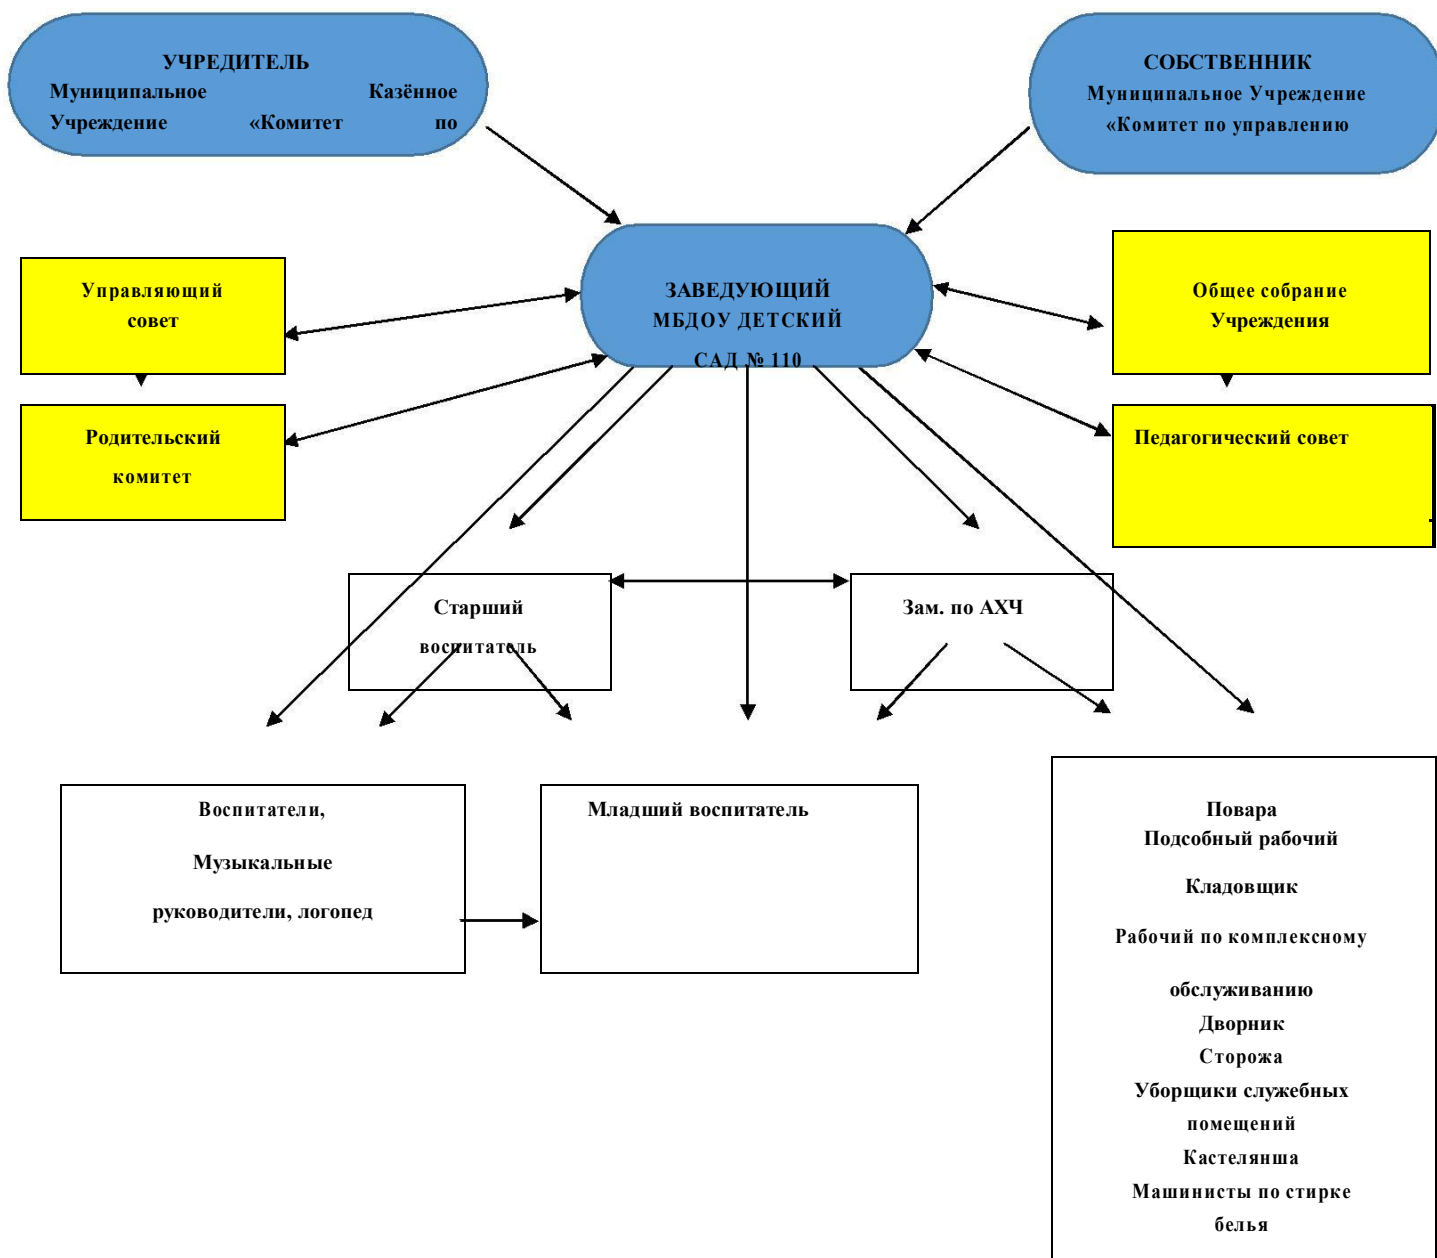 УЧРЕДИТЕЛЬ
Муниципальное Казённое
Учреждение «Комитет по
СОБСТВЕННИК
Муниципальное Учреждение
«Комитет по управлению
ЗАВЕДУЮЩИЙ
МБДОУ ДЕТСКИЙ
САД № 110
Управляющий
совет
Общее собрание
Учреждения
Родительский
комитет
Педагогический совет
Старший
воспитатель
Зам. по АХЧ
Воспитатели,
Музыкальные
руководители, логопед
Младший воспитатель
Повара
Подсобный рабочий
Кладовщик
Рабочий по комплексному
обслуживанию
Дворник
Сторожа
Уборщики служебных
помещений
Кастелянша
Машинисты по стирке
белья